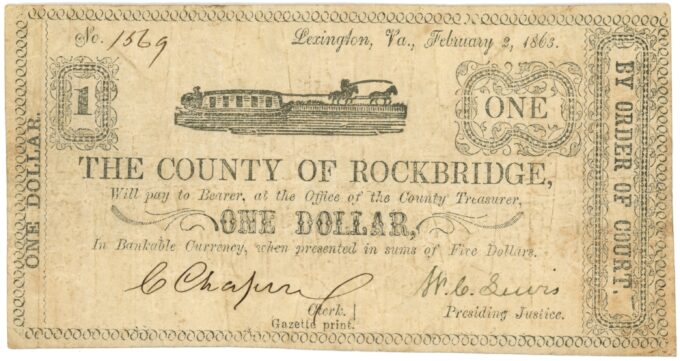 No. 1569
Lexington, Va., February 2, 1863.
1
ONE
THE COUNTY OF ROCKBRIDGE,
Will pay to Bearer, at the Office of the County Treasurer,
ONE DOLLAR,
In Bankable Currency, when presented in sums of Five Dollars.
C Chapin
W. C. Lewis
Clerk.
Presiding Justice.
Gazette print.
ONE DOLLAR.
BY ORDER OF COURT.